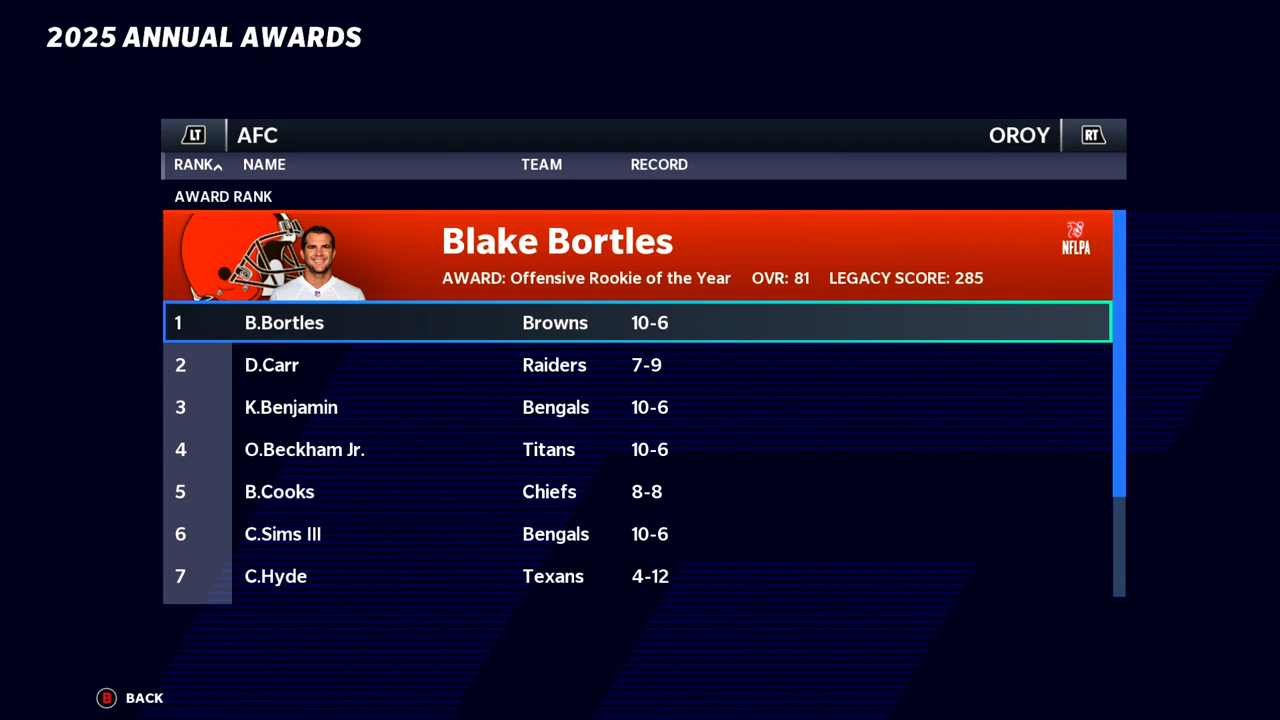 2025 ANNUAL AWARDS
LT AFC OROY RT
RANK NAME TEAM RECORD
AWARD RANK
Blake Bortles
NFLPA
AWARD: Offensive Rookie of the Year OVR: 81 LEGACY SCORE: 285
1 B.Bortles Browns 10-6
2 D.Carr Raiders 7-9
3 K.Benjamin Bengals 10-6
4 O.Beckham Jr. Titans 10-6
5 B.Cooks Chiefs 8-8
6 C.Sims III Bengals 10-6
7 C.Hyde Texans 4-12
B BACK